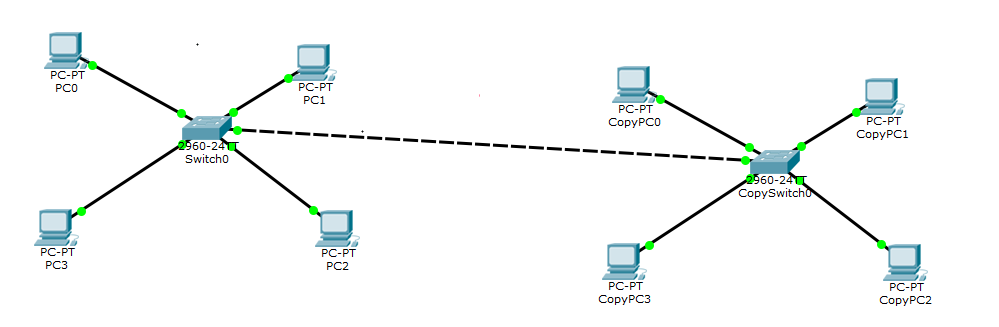 PC-PT
PC0
PC-PT
PC1
2960-24TT
Switch0
PC-PT
PC3
PC-PT
PC2
PC-PT
CopyPC0
PC-PT
CopyPC1
2960-24TT
CopySwitch0
PC-PT
CopyPC3
PC-PT
CopyPC2